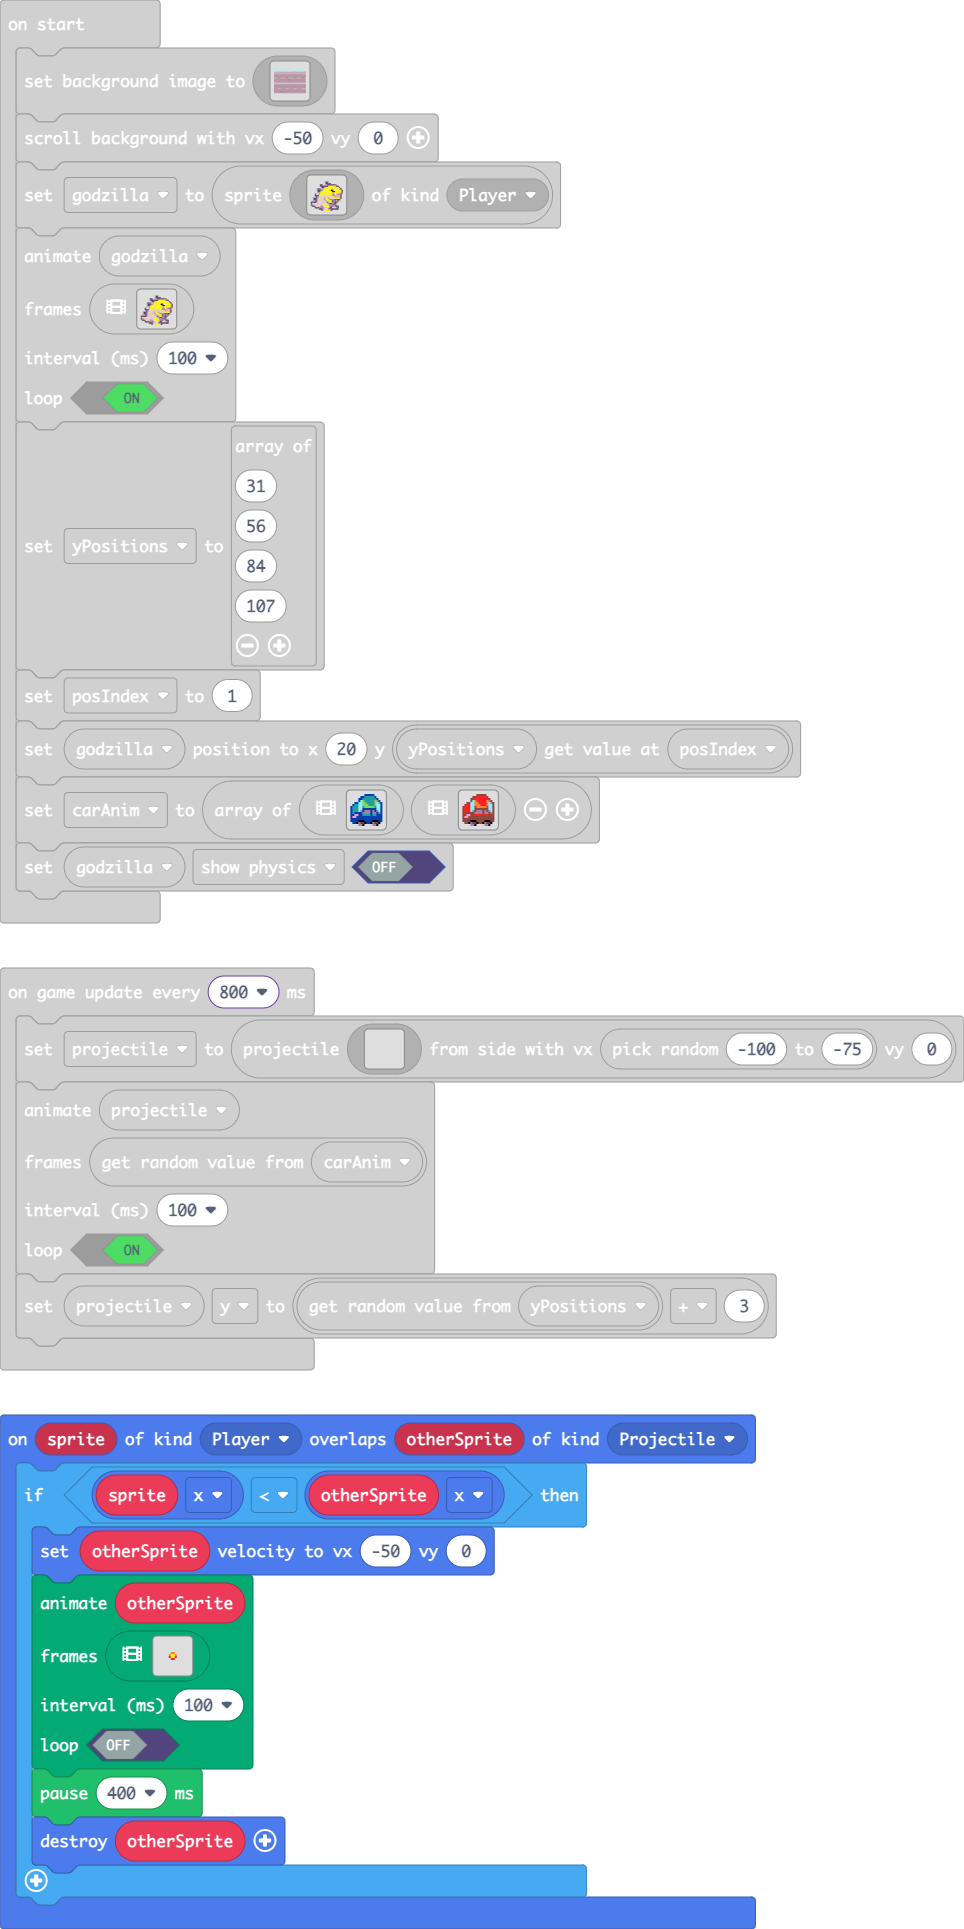 on start
set background image to
scroll background with vx -50 vy 0
set godzilla to sprite of kind Player
animate godzilla
frames
interval (ms) 100
loop ON
array of
31
56
set yPositions to
84
107
set posIndex to 1
set godzilla position to x 20 y yPositions get value at posIndex
set carAnim to array of
set godzilla show physics OFF
on game update every 800 ms
set projectile to projectile from side with vx pick random -100 to -75 vy 0
animate projectile
frames get random value from carAnim
interval (ms) 100
loop ON
set projectile y to get random value from yPositions + 3
on sprite of kind Player overlaps otherSprite of kind Projectile
if sprite x < otherSprite x then
set otherSprite velocity to vx -50 vy 0
animate otherSprite
frames
interval (ms) 100
loop OFF
pause 400 ms
destroy otherSprite